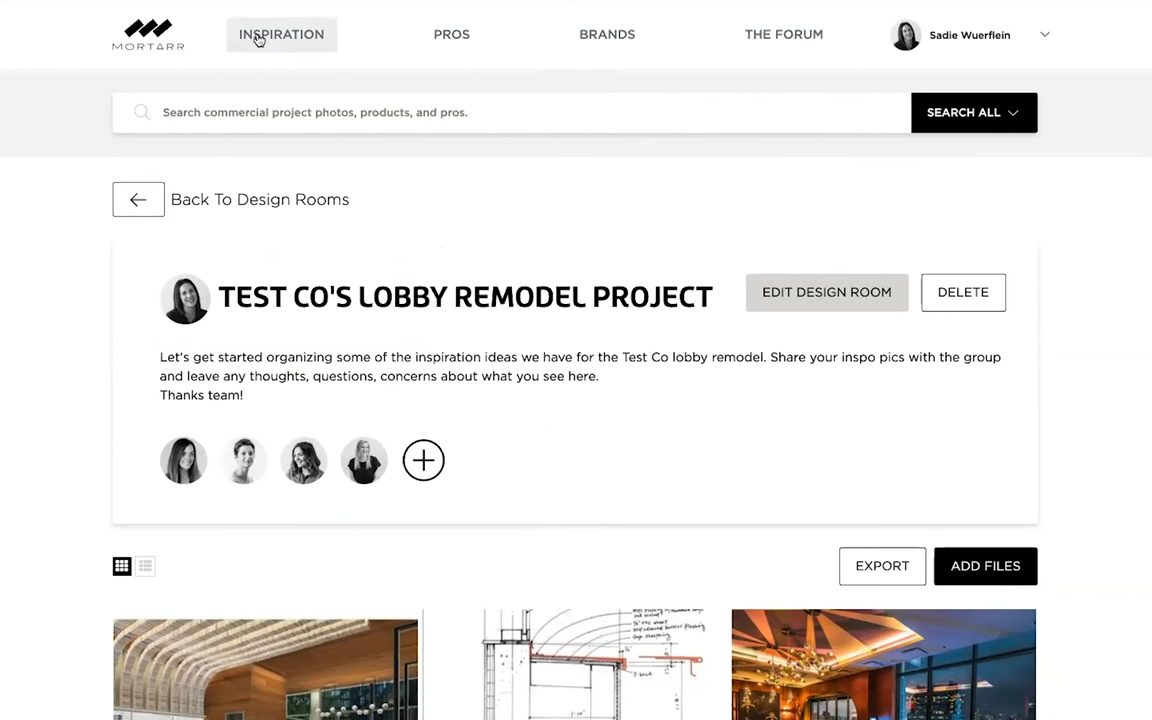 MORTARR
INSPIRATION
PROS
BRANDS
THE FORUM
Sadie Wuerflein
Search commercial project photos, products, and pros.
SEARCH ALL
Back To Design Rooms
TEST CO'S LOBBY REMODEL PROJECT
EDIT DESIGN ROOM
DELETE
Let's get started organizing some of the inspiration ideas we have for the Test Co lobby remodel. Share your inspo pics with the group
and leave any thoughts, questions, concerns about what you see here.
Thanks team!
EXPORT
ADD FILES